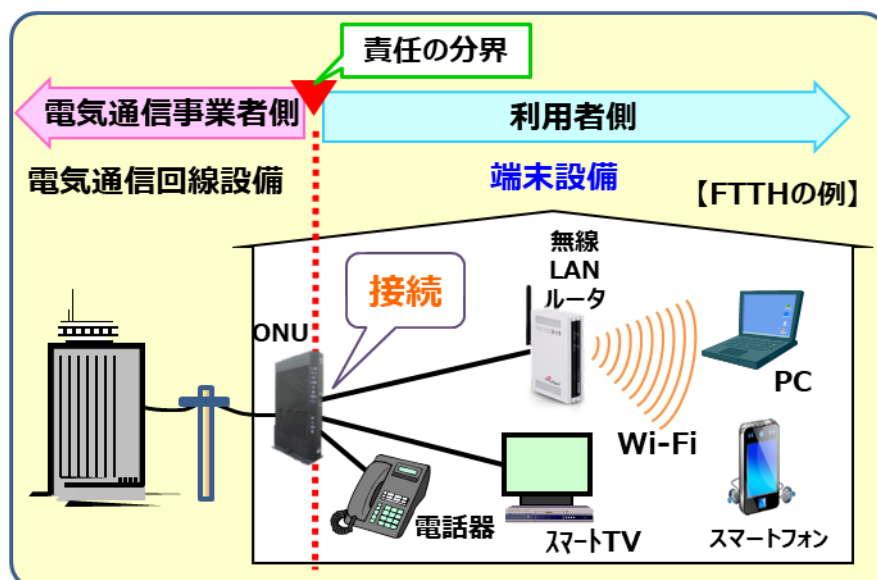 責任の分界
電気通信事業者側
利用者側
電気通信回線設備
端末設備
【FTTHの例】
無線
LAN
ルータ
接続
ONU
PC
Wi-Fi
電話器
スマートTV
スマートフォン